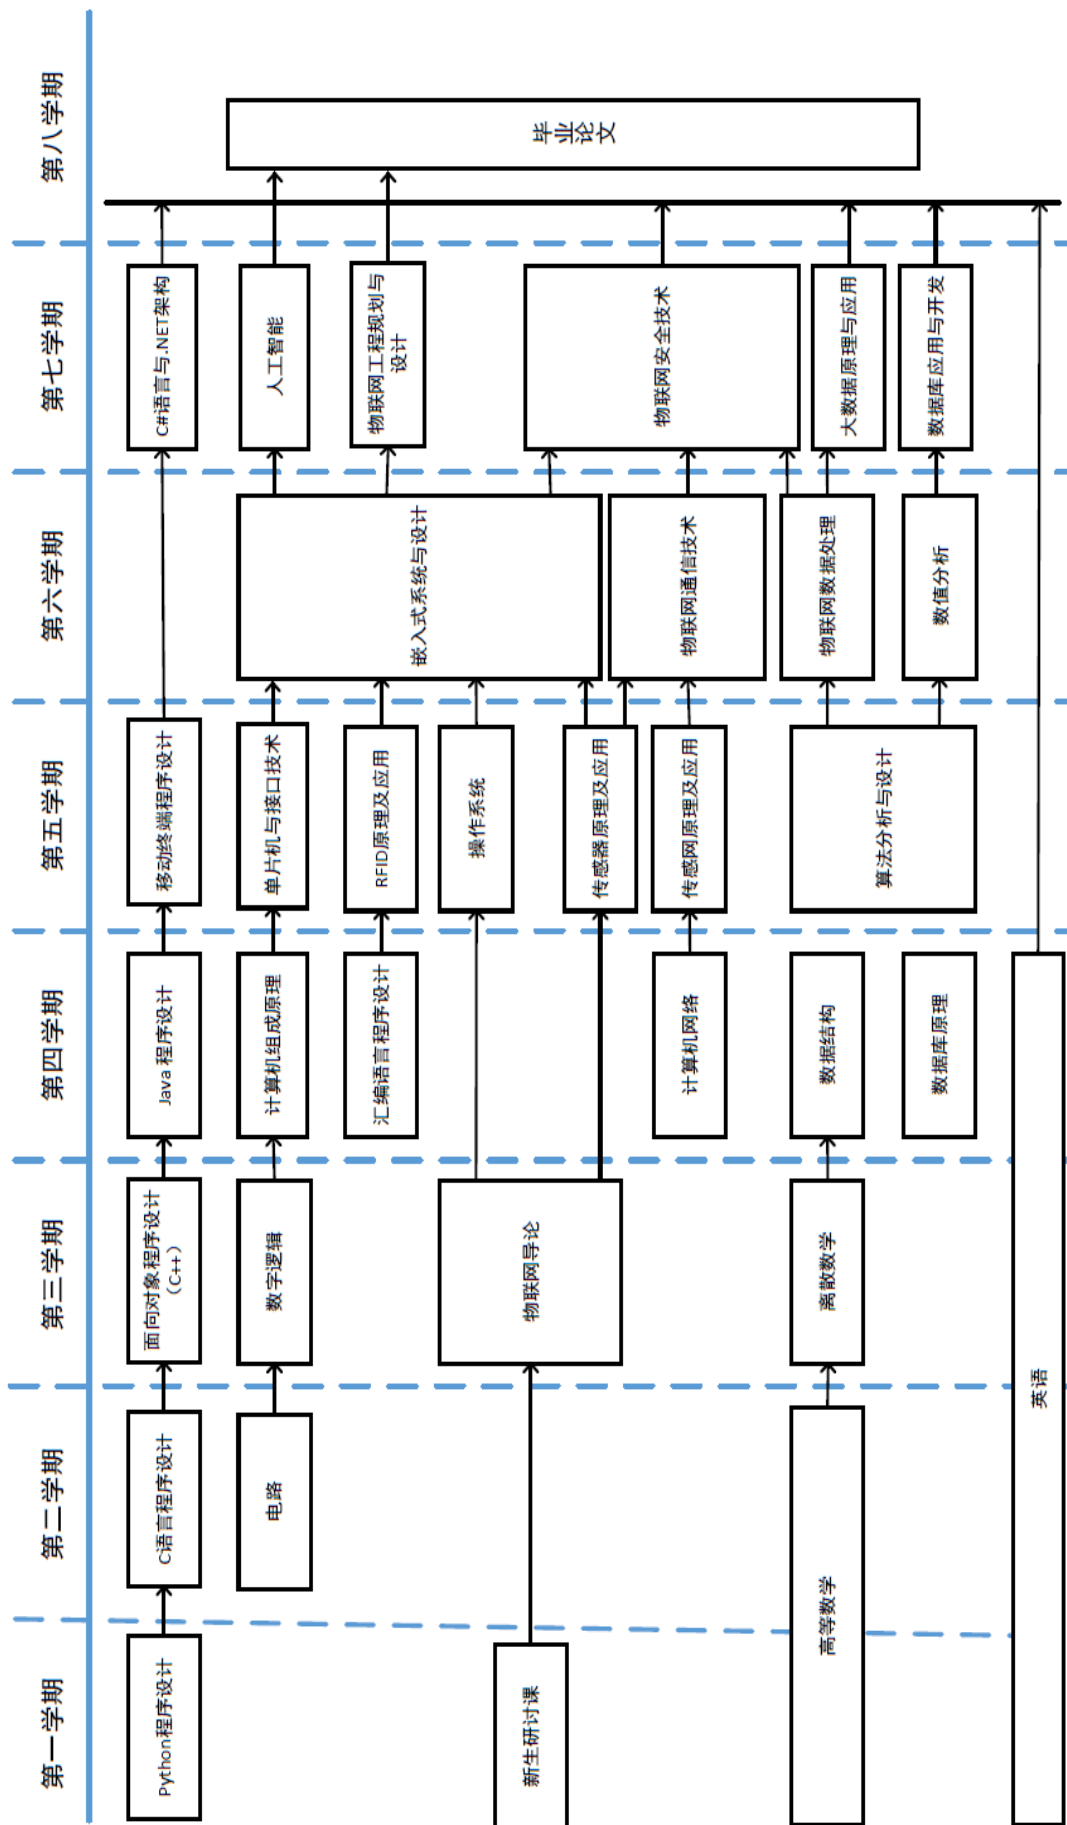 第一学期
第二学期
第三学期
第四学期
第五学期
第六学期
第七学期
第八学期
Python程序设计
C语言程序设计
面向对象程序设计
（C++）
Java 程序设计
移动终端程序设计
C#语言与.NET架构
电路
数字逻辑
计算机组成原理
单片机与接口技术
人工智能
汇编语言程序设计
RFID原理及应用
物联网工程规划与
设计
嵌入式系统与设计
操作系统
新生研讨课
物联网导论
传感器原理及应用
计算机网络
传感网原理及应用
物联网通信技术
物联网安全技术
高等数学
离散数学
数据结构
算法分析与设计
物联网数据处理
大数据原理与应用
数据库原理
数值分析
数据库应用与开发
英语
毕业论文